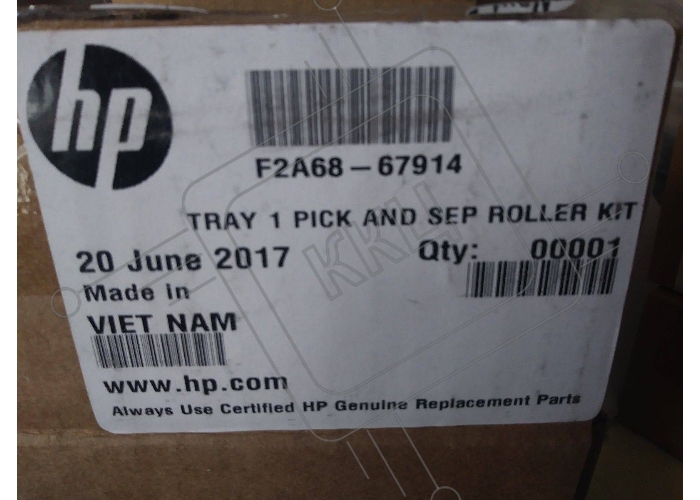 hp
F2A68-67914
TRAY 1 PICK AND SEP ROLLER KIT
20 June 2017 Qty: 00001
Made in
VIET NAM
www.hp.com
Always Use Certified HP Genuine Replacement Parts
ККЦ